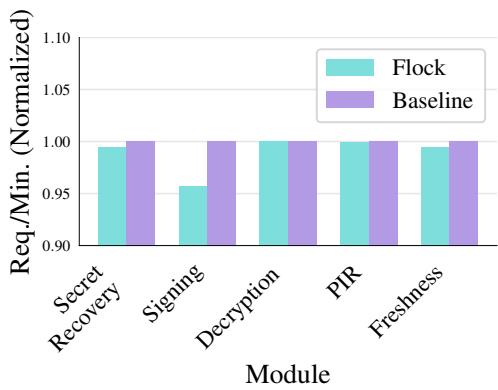 Req./Min. (Normalized)
1.10
1.05
1.00
0.95
0.90
Flock
Baseline
Secret
Recovery
Signing
Decryption
PIR
Freshness
Module